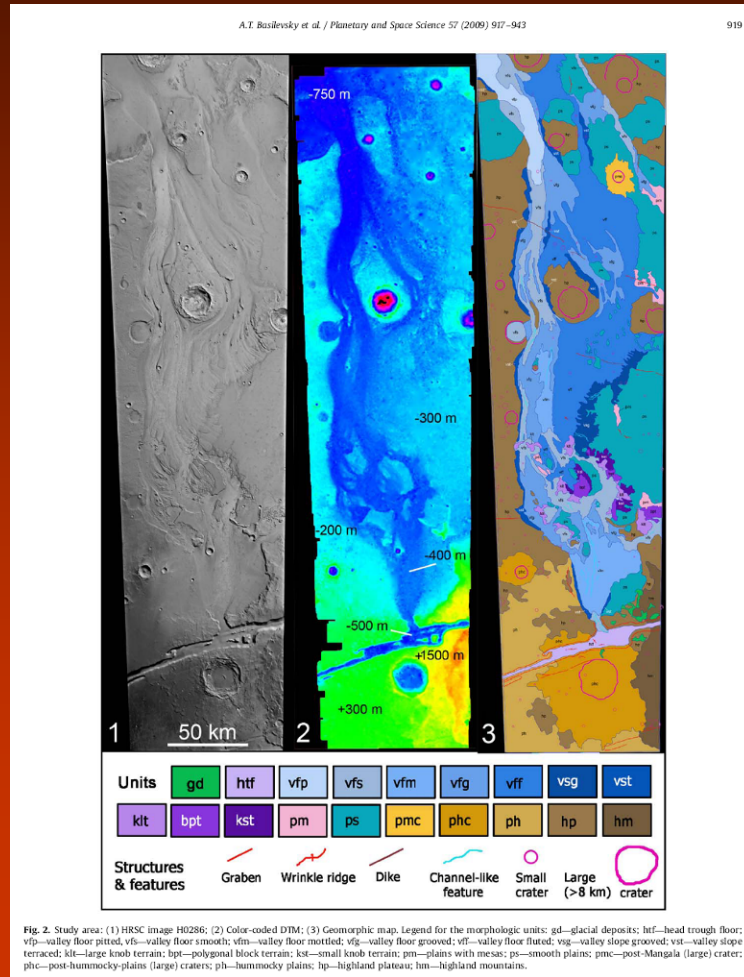 A.T. Basilevsky et al. / Planetary and Space Science 57 (2009) 917–943
919
-750 m
-300 m
-200 m
-400 m
-500 m
+1500 m
+300 m
1
50 km
2
3
Units
gd
htf
vfp
vfs
vfm
vfg
vff
vsg
vst
klt
bpt
kst
pm
ps
pmc
phc
ph
hp
hm
Structures
& features
Graben
Wrinkle ridge
Dike
Channel-like
feature
Small
crater
Large
(>8 km)
crater
Fig. 2. Study area: (1) HRSC image H0286; (2) Color-coded DTM; (3) Geomorphic map. Legend for the morphologic units: gd—glacial deposits; htf—head trough floor;
vfp—valley floor pitted, vfs—valley floor smooth; vfm—valley floor mottled; vfg—valley floor grooved; vff—valley floor fluted; vsg—valley slope grooved; vst—valley slope
terraced; klt—large knob terrain; bpt—polygonal block terrain; kst—small knob terrain; pm—plains with mesas; ps—smooth plains; pmc—post-Mangala (large) crater;
phc—post-hummocky-plains (large) craters; ph—hummocky plains; hp—highland plateau; hm—highland mountains.